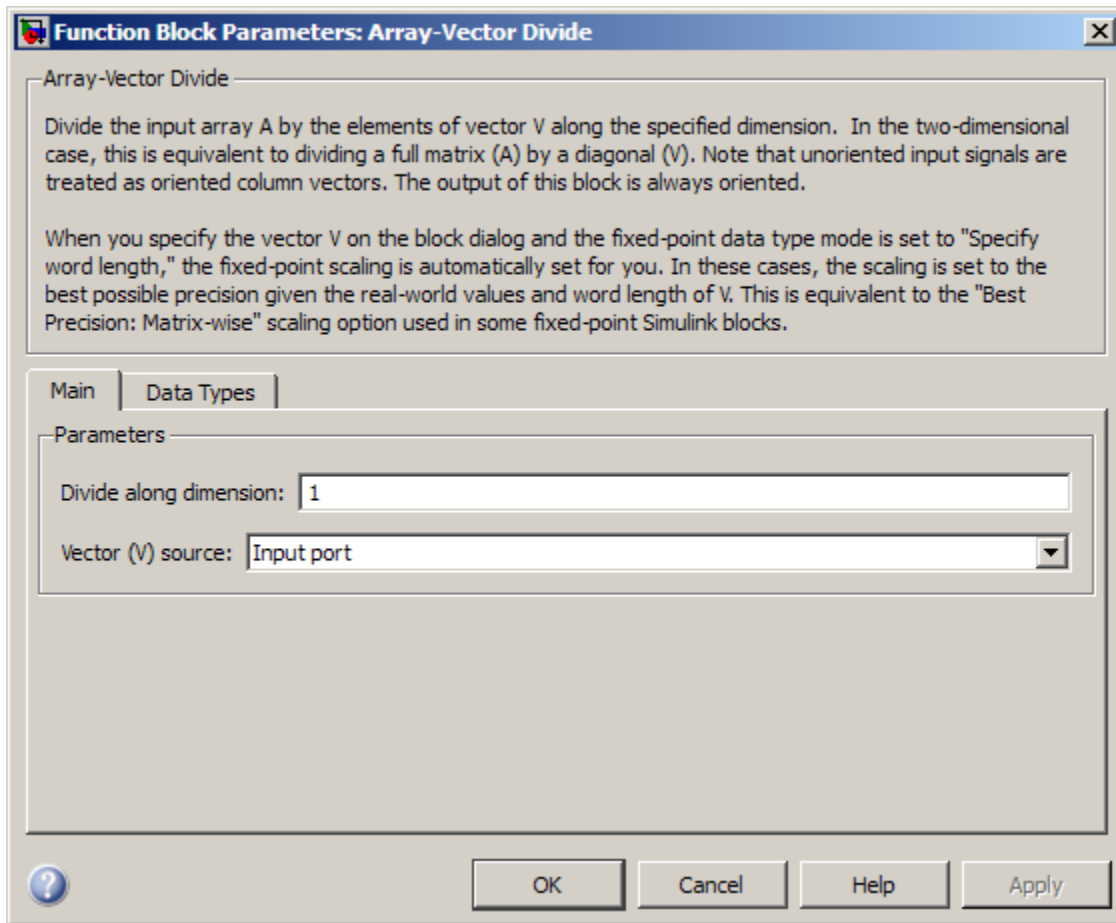 Function Block Parameters: Array-Vector Divide
Array-Vector Divide
Divide the input array A by the elements of vector V along the specified dimension.  In the two-dimensional
case, this is equivalent to dividing a full matrix (A) by a diagonal (V). Note that unoriented input signals are
treated as oriented column vectors. The output of this block is always oriented.
When you specify the vector V on the block dialog and the fixed-point data type mode is set to "Specify
word length," the fixed-point scaling is automatically set for you. In these cases, the scaling is set to the
best possible precision given the real-world values and word length of V. This is equivalent to the "Best
Precision: Matrix-wise" scaling option used in some fixed-point Simulink blocks.
Main Data Types
Parameters
Divide along dimension: 1
Vector (V) source: Input port
OK Cancel Help Apply